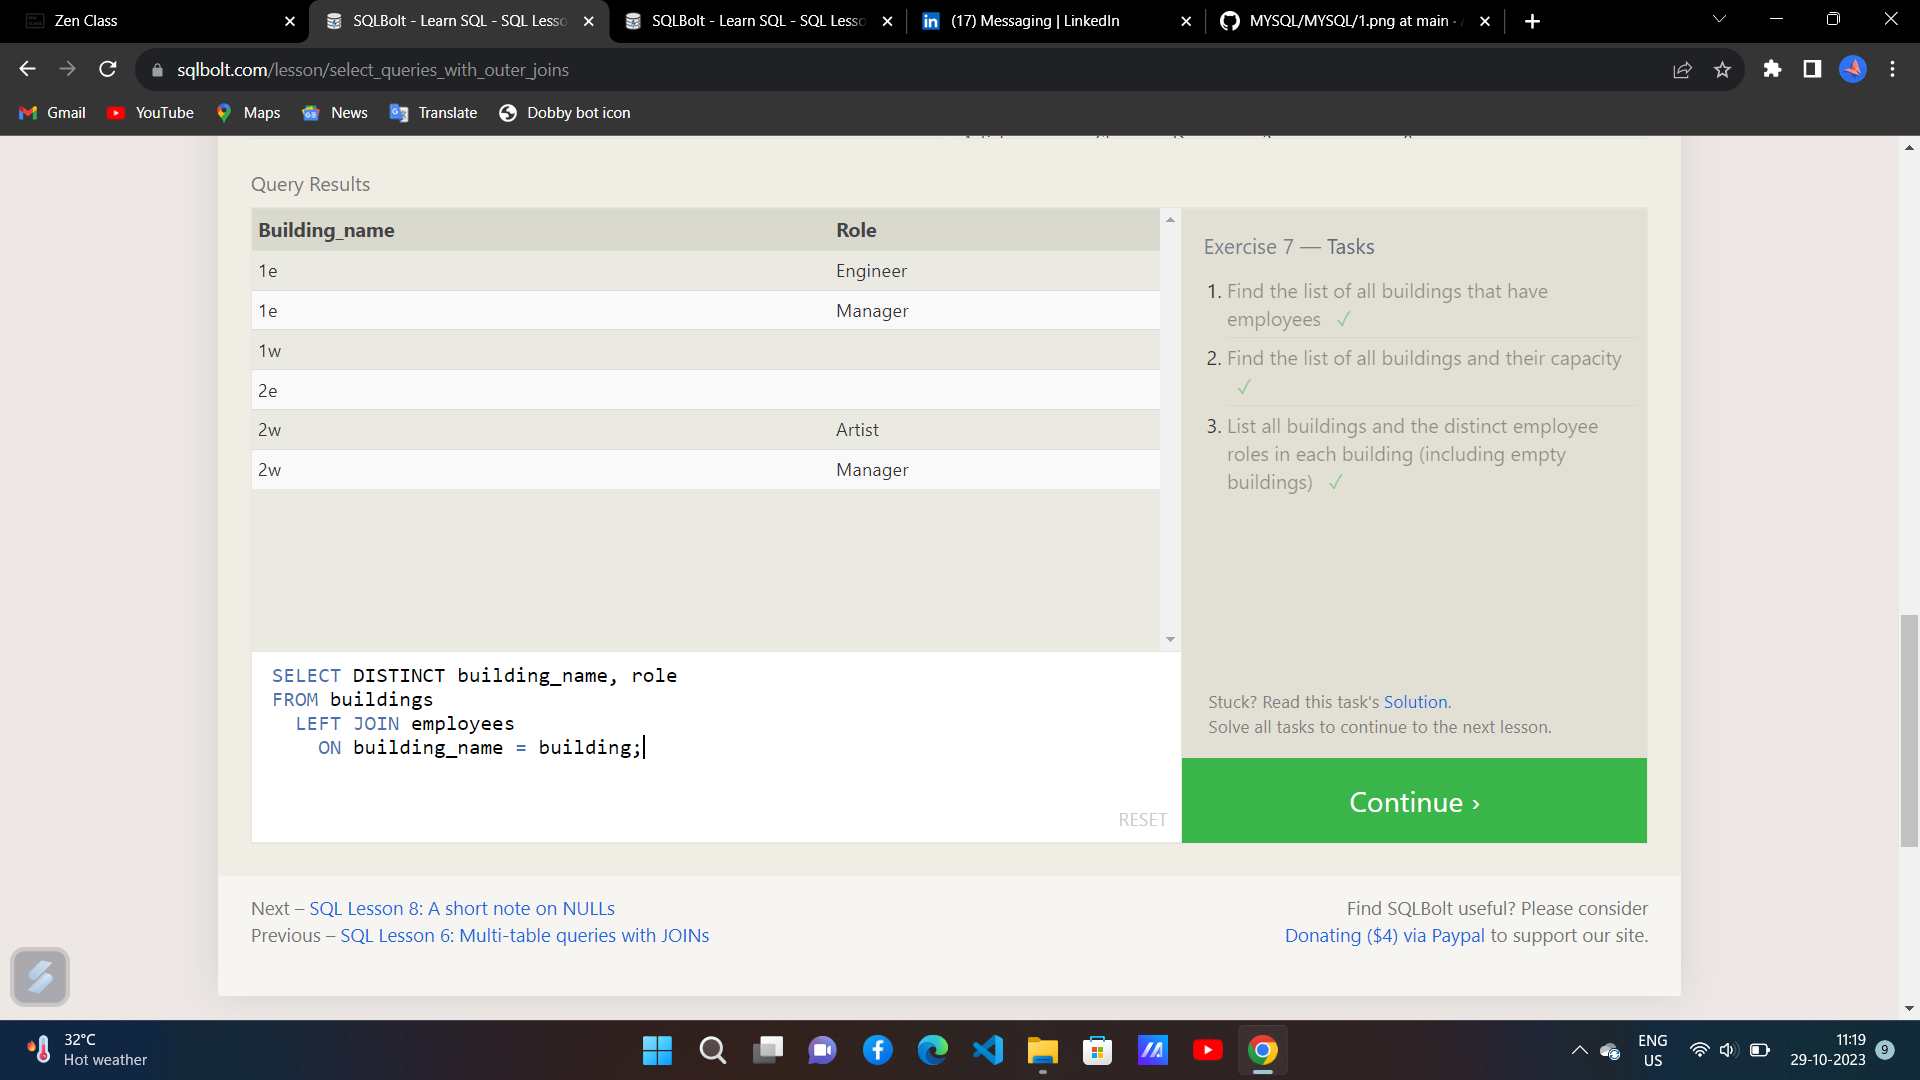 Zen Class
SQLBolt - Learn SQL - SQL Lesso
SQLBolt - Learn SQL - SQL Lesso
(17) Messaging | LinkedIn
MYSQL/MYSQL/1.png at main ·
sqlbolt.com/lesson/select_queries_with_outer_joins
Gmail
YouTube
Maps
News
Translate
Dobby bot icon
Query Results
Building_name Role
1e Engineer
1e Manager
1w
2e
2w Artist
2w Manager
Exercise 7 — Tasks
1. Find the list of all buildings that have
employees ✓
2. Find the list of all buildings and their capacity
✓
3. List all buildings and the distinct employee
roles in each building (including empty
buildings) ✓
SELECT DISTINCT building_name, role
FROM buildings
LEFT JOIN employees
ON building_name = building;
RESET
Stuck? Read this task's Solution.
Solve all tasks to continue to the next lesson.
Continue ›
Next – SQL Lesson 8: A short note on NULLs
Previous – SQL Lesson 6: Multi-table queries with JOINs
Find SQLBolt useful? Please consider
Donating ($4) via Paypal to support our site.
32°C
Hot weather
ENG
US
11:19
29-10-2023
9